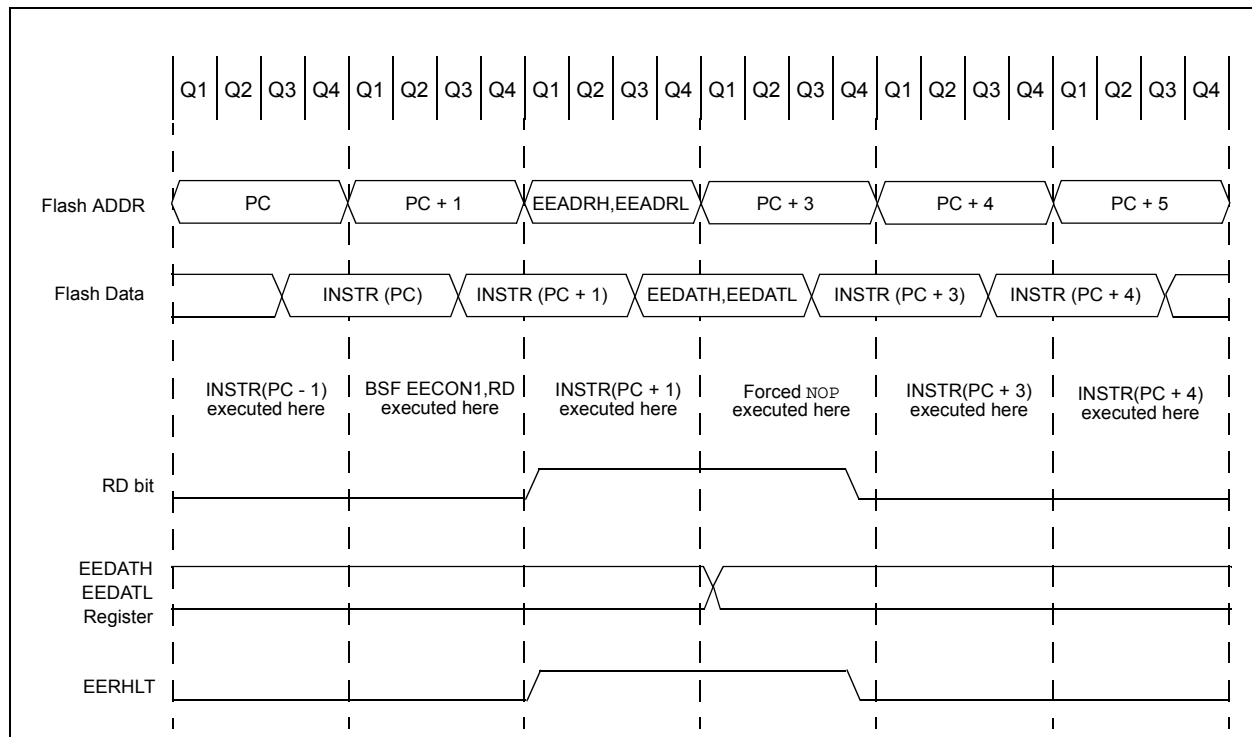 Q1 Q2 Q3 Q4 Q1 Q2 Q3 Q4 Q1 Q2 Q3 Q4 Q1 Q2 Q3 Q4 Q1 Q2 Q3 Q4 Q1 Q2 Q3 Q4
Flash ADDR PC PC + 1 EEADRH,EEADRL PC + 3 PC + 4 PC + 5
Flash Data INSTR (PC) INSTR (PC + 1) EEDATH,EEDATL INSTR (PC + 3) INSTR (PC + 4)
INSTR(PC - 1) BSF EECON1,RD INSTR(PC + 1) Forced NOP INSTR(PC + 3) INSTR(PC + 4)
executed here executed here executed here executed here executed here executed here
RD bit
EEDATH
EEDATL
Register
EERHLT